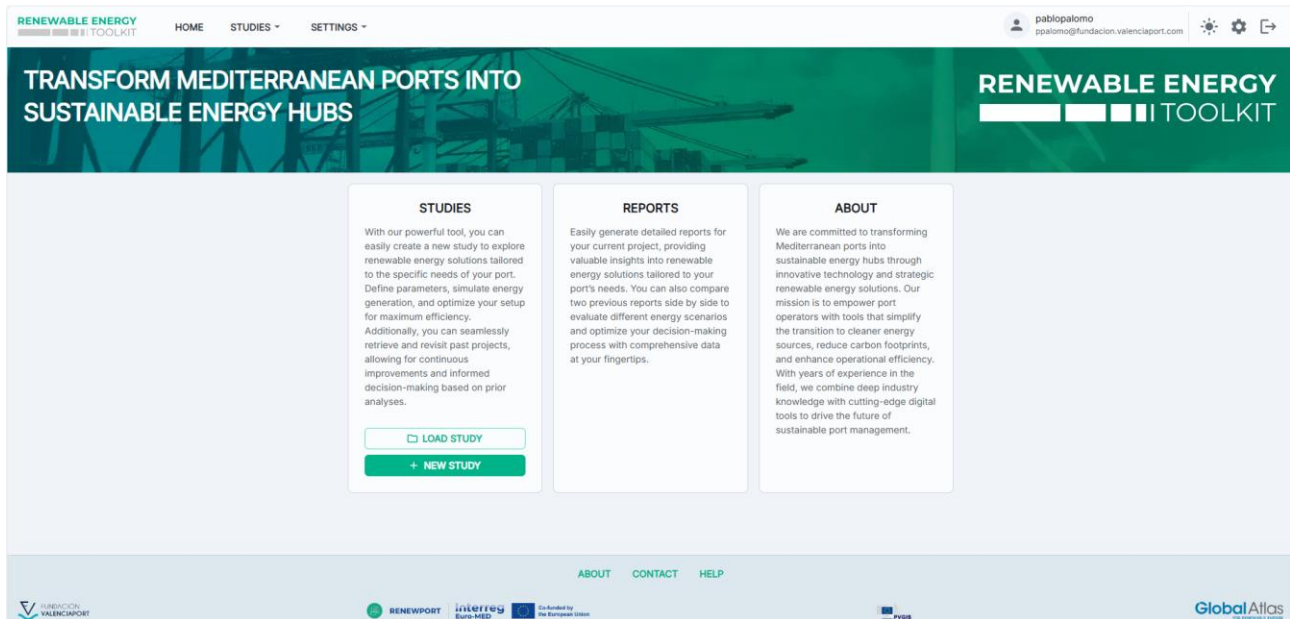 RENEWABLE ENERGY
TOOLKIT
HOME STUDIES SETTINGS
pablopalomo
ppalomo@fundacion.valenciaport.com
TRANSFORM MEDITERRANEAN PORTS INTO
SUSTAINABLE ENERGY HUBS
RENEWABLE ENERGY
TOOLKIT
STUDIES
With our powerful tool, you can
easily create a new study to explore
renewable energy solutions tailored
to the specific needs of your port.
Define parameters, simulate energy
generation, and optimize your setup
for maximum efficiency.
Additionally, you can seamlessly
retrieve and revisit past projects,
allowing for continuous
improvements and informed
decision-making based on prior
analyses.
LOAD STUDY
+ NEW STUDY
REPORTS
Easily generate detailed reports for
your current project, providing
valuable insights into renewable
energy solutions tailored to your
port's needs. You can also compare
two previous reports side by side to
evaluate different energy scenarios
and optimize your decision-making
process with comprehensive data
at your fingertips.
ABOUT
We are committed to transforming
Mediterranean ports into
sustainable energy hubs through
innovative technology and strategic
renewable energy solutions. Our
mission is to empower port
operators with tools that simplify
the transition to cleaner energy
sources, reduce carbon footprints,
and enhance operational efficiency.
With years of experience in the
field, we combine deep industry
knowledge with cutting-edge digital
tools to drive the future of
sustainable port management.
ABOUT CONTACT HELP
FUNDACIÓN
VALENCIAPORT
RENEWPORT
Interreg
Euro-MED
Co-funded by
the European Union
PVGIS
Global Atlas
FOR RENEWABLE ENERGY